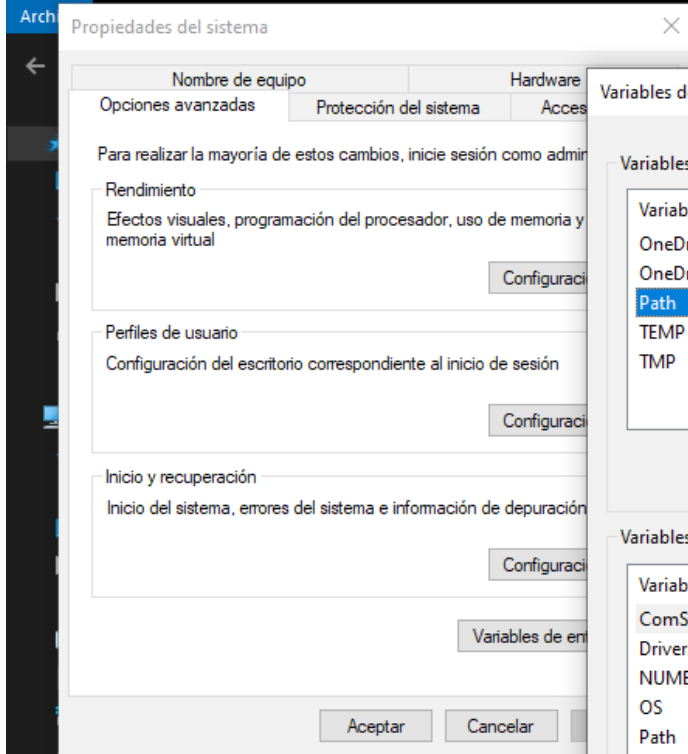 Archi
Propiedades del sistema
Nombre de equipo
Hardware
Opciones avanzadas
Protección del sistema
Acces
Para realizar la mayoría de estos cambios, inicie sesión como admin
Rendimiento
Efectos visuales, programación del procesador, uso de memoria y
memoria virtual
Configuraci
Perfiles de usuario
Configuración del escritorio correspondiente al inicio de sesión
Configuraci
Inicio y recuperación
Inicio del sistema, errores del sistema e información de depuración
Configuraci
Variables de en
Aceptar
Cancelar
Variables d
Variables
Variab
OneDr
OneDr
Path
TEMP
TMP
Variables
Variab
ComS
Driver
NUME
OS
Path